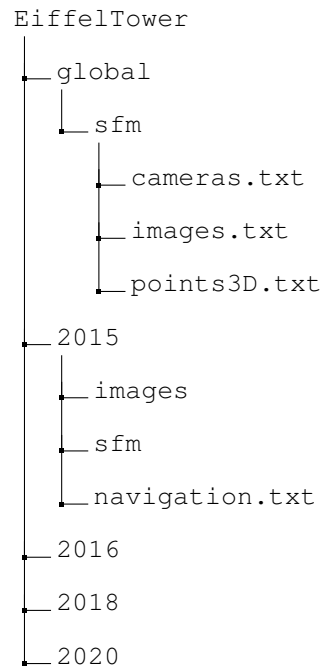 EiffelTower
global
sfm
cameras.txt
images.txt
points3D.txt
2015
images
sfm
navigation.txt
2016
2018
2020